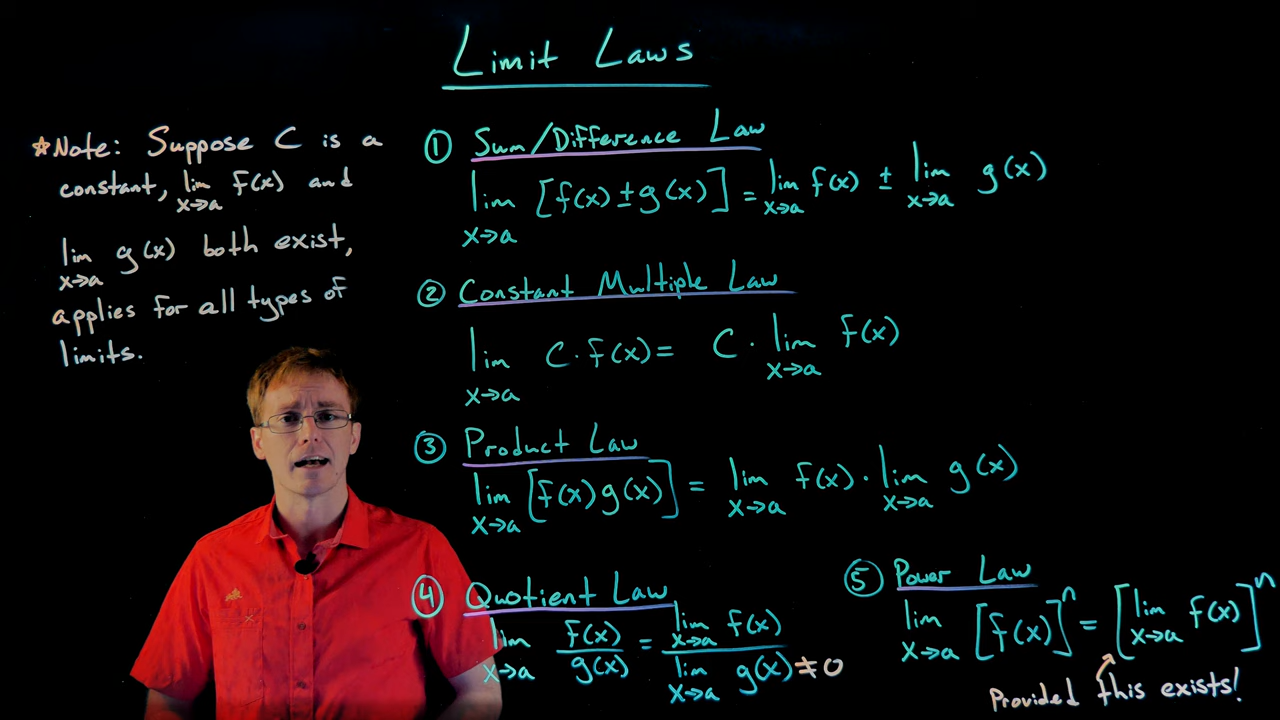 Limit Laws
☆Note: Suppose C is a
constant, lim x→a f(x) and
lim x→a g(x) both exist,
applies for all types of
limits.
① Sum/Difference Law
lim x→a [f(x) ± g(x)] = lim x→a f(x) ± lim x→a g(x)
② Constant Multiple Law
lim x→a C·f(x) = C · lim x→a f(x)
③ Product Law
lim x→a [f(x)g(x)] = lim x→a f(x) · lim x→a g(x)
④ Quotient Law
lim x→a f(x)/g(x) = lim x→a f(x) / lim x→a g(x) ≠0
⑤ Power Law
lim x→a [f(x)]^n = [lim x→a f(x)]^n
Provided this exists!